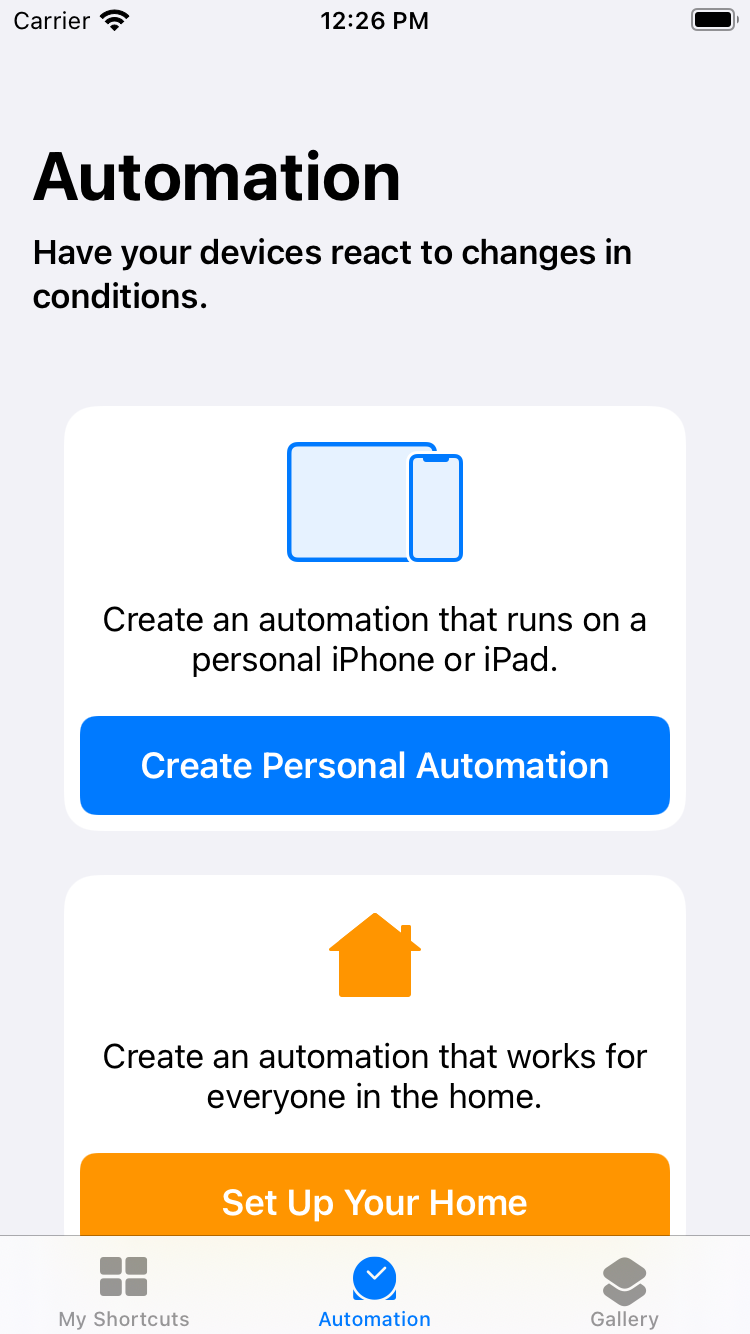 Carrier 12:26 PM
Automation
Have your devices react to changes in
conditions.
Create an automation that runs on a
personal iPhone or iPad.
Create Personal Automation
Create an automation that works for
everyone in the home.
Set Up Your Home
My Shortcuts Automation Gallery